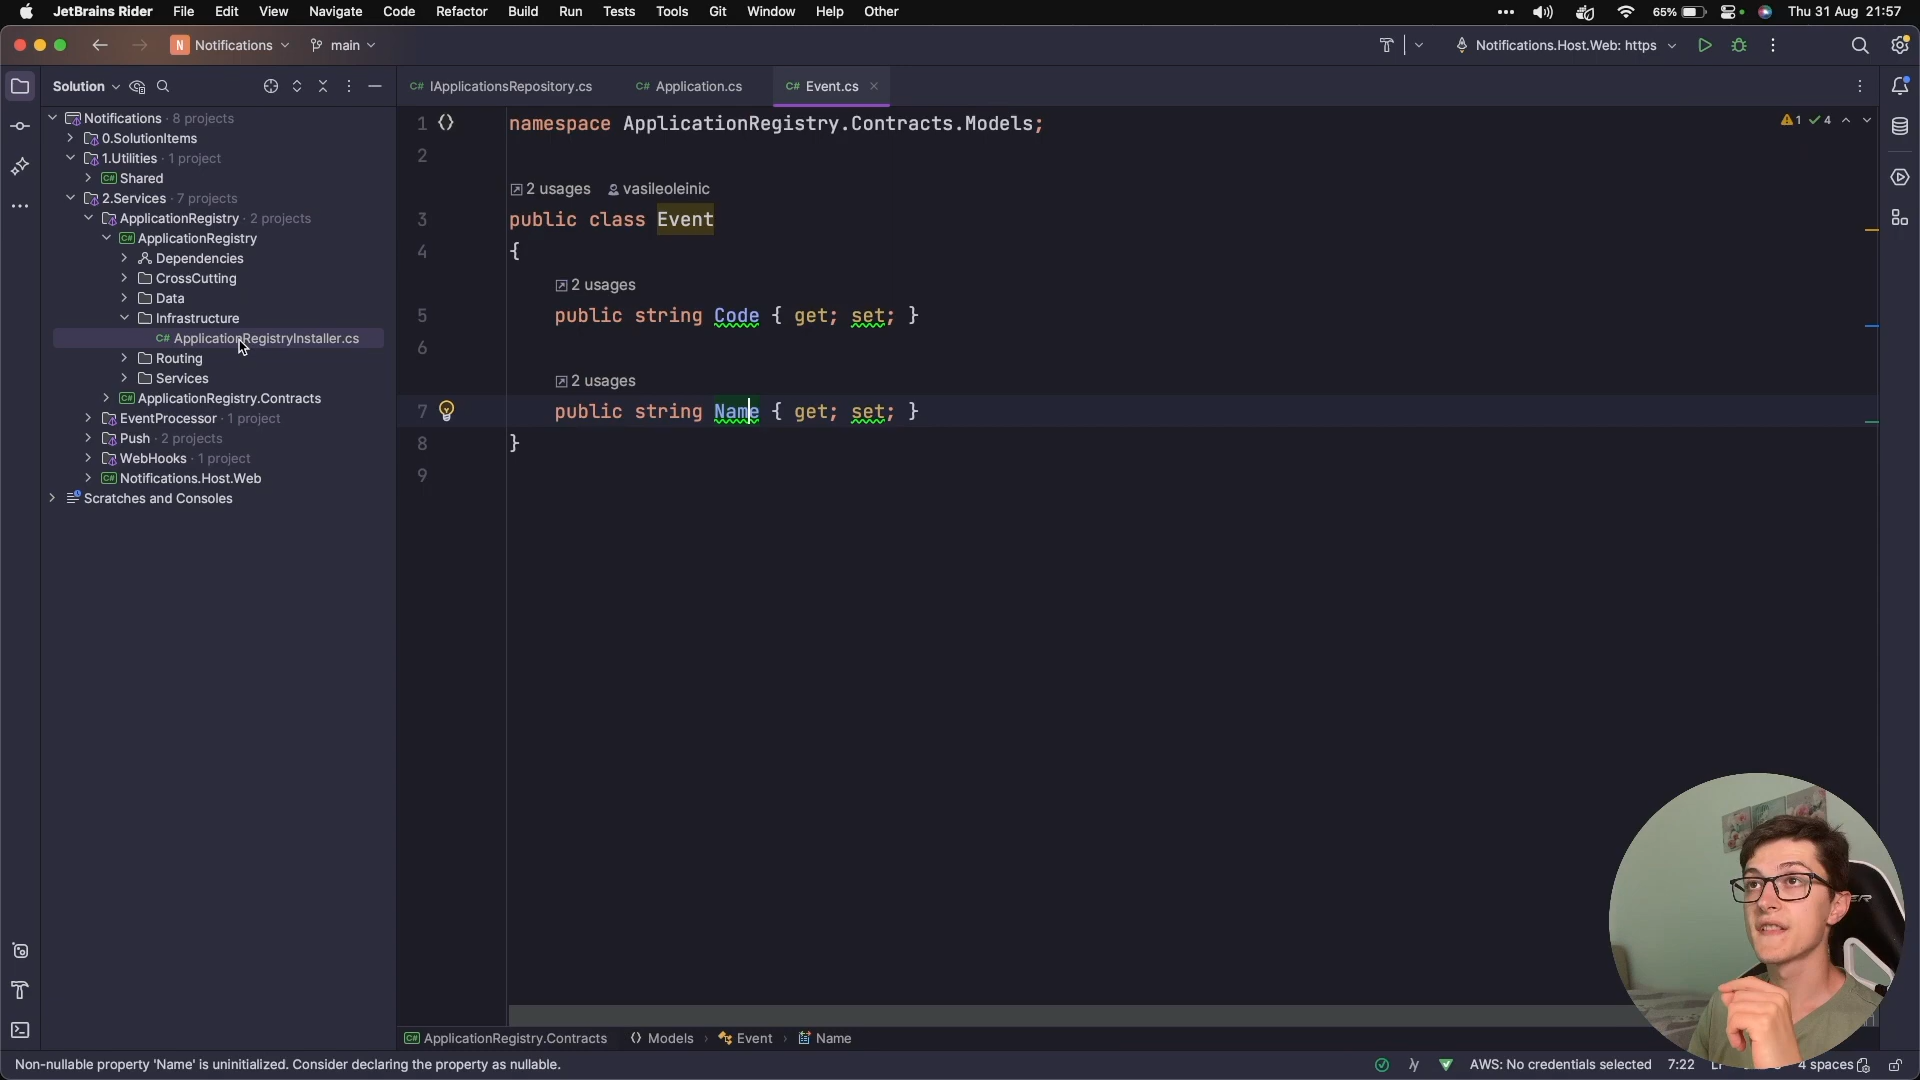 JetBrains Rider File Edit View Navigate Code Refactor Build Run Tests Tools Git Window Help Other 65% Thu 31 Aug 21:57
N Notifications main Notifications.Host.Web: https
Solution C# IApplicationsRepository.cs C# Application.cs C# Event.cs
Notifications · 8 projects
0.SolutionItems
1.Utilities · 1 project
C# Shared
2.Services · 7 projects
ApplicationRegistry · 2 projects
C# ApplicationRegistry
Dependencies
CrossCutting
Data
Infrastructure
C# ApplicationRegistryInstaller.cs
Routing
Services
C# ApplicationRegistry.Contracts
EventProcessor · 1 project
Push · 2 projects
WebHooks · 1 project
C# Notifications.Host.Web
Scratches and Consoles
1 namespace ApplicationRegistry.Contracts.Models; 1 4
2
2 usages vasileoleinic
3 public class Event
4 {
2 usages
5 public string Code { get; set; }
6
2 usages
7 public string Name { get; set; }
8 }
9
C# ApplicationRegistry.Contracts Models Event Name
Non-nullable property 'Name' is uninitialized. Consider declaring the property as nullable. AWS: No credentials selected 7:22 4 spaces